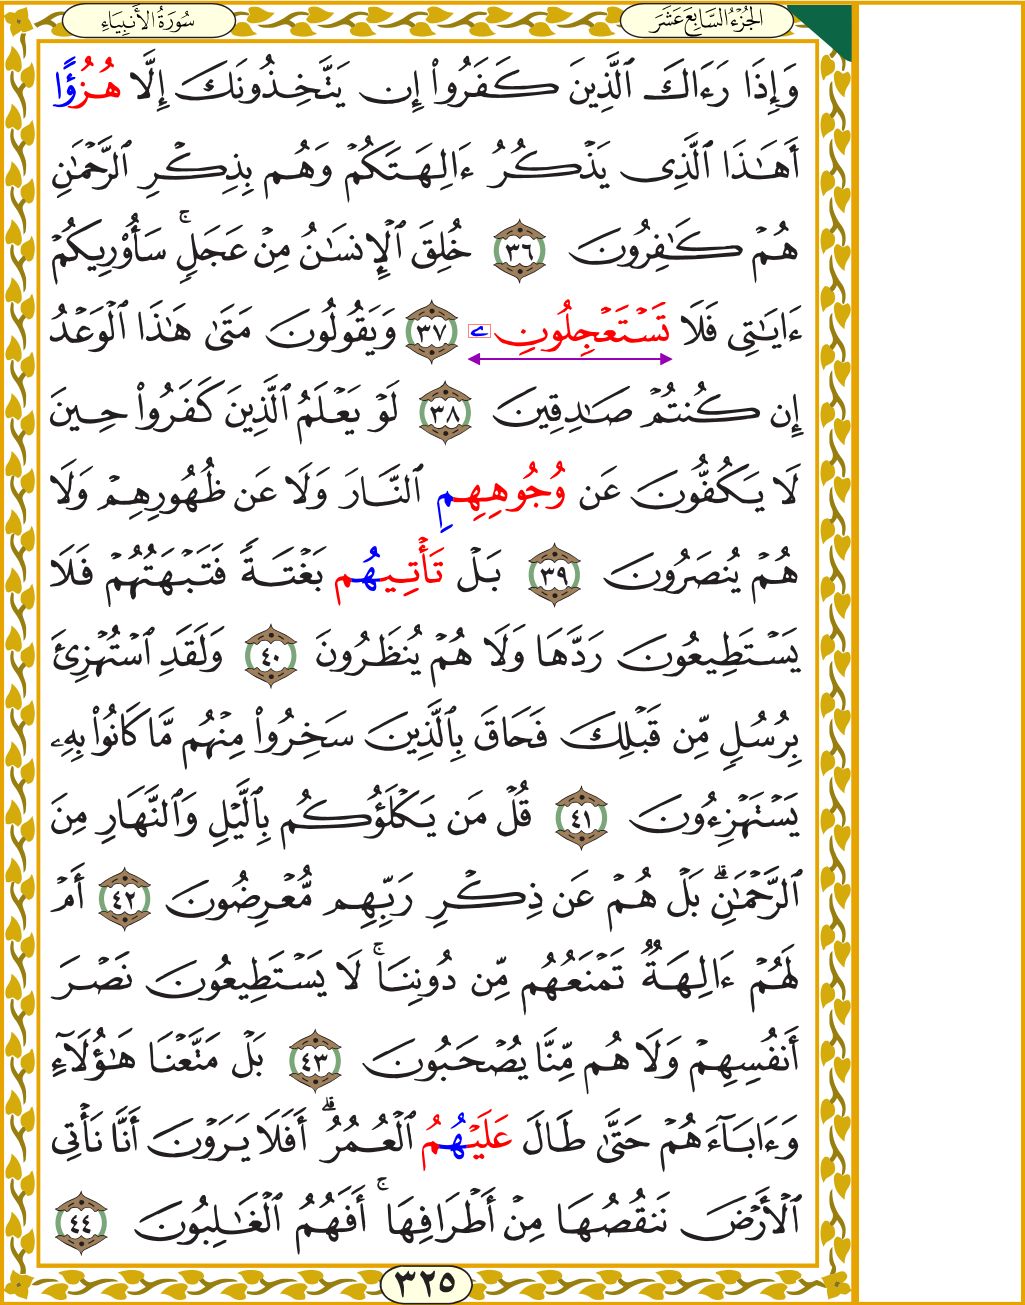 الجُزْءُ السَّابِعَ عَشَرَ
سُورَةُ الأَنبِيَاءِ
وَإِذَا رَءَاكَ ٱلَّذِينَ كَفَرُواْ إِن يَتَّخِذُونَكَ إِلَّا هُزُؤًا
أَهَٰذَا ٱلَّذِى يَذْكُرُ ءَالِهَتَكُمْ وَهُم بِذِكْرِ ٱلرَّحْمَٰنِ
هُمْ كَٰفِرُونَ ٣٦ خُلِقَ ٱلْإِنسَٰنُ مِنْ عَجَلٍۚ سَأُوْرِيكُمْ
ءَايَٰتِى فَلَا تَسْتَعْجِلُونِۦ ٣٧ وَيَقُولُونَ مَتَىٰ هَٰذَا ٱلْوَعْدُ
إِن كُنتُمْ صَٰدِقِينَ ٣٨ لَوْ يَعْلَمُ ٱلَّذِينَ كَفَرُواْ حِينَ
لَا يَكُفُّونَ عَن وُجُوهِهِمِ ٱلنَّارَ وَلَا عَن ظُهُورِهِمْ وَلَا
هُمْ يُنصَرُونَ ٣٩ بَلْ تَأْتِيهُم بَغْتَةً فَتَبْهَتُهُمْ فَلَا
يَسْتَطِيعُونَ رَدَّهَا وَلَا هُمْ يُنظَرُونَ ٤٠ وَلَقَدِ ٱسْتُهْزِئَ
بِرُسُلٍ مِّن قَبْلِكَ فَحَاقَ بِٱلَّذِينَ سَخِرُواْ مِنْهُم مَّا كَانُواْ بِهِۦ
يَسْتَهْزِءُونَ ٤١ قُلْ مَن يَكْلَؤُكُم بِٱلَّيْلِ وَٱلنَّهَارِ مِنَ
ٱلرَّحْمَٰنِۗ بَلْ هُمْ عَن ذِكْرِ رَبِّهِم مُّعْرِضُونَ ٤٢ أَمْ
لَهُمْ ءَالِهَةٌ تَمْنَعُهُم مِّن دُونِنَاۚ لَا يَسْتَطِيعُونَ نَصْرَ
أَنفُسِهِمْ وَلَا هُم مِّنَّا يُصْحَبُونَ ٤٣ بَلْ مَتَّعْنَا هَٰٓؤُلَآءِ
وَءَابَآءَهُمْ حَتَّىٰ طَالَ عَلَيْهُمُ ٱلْعُمُرُۗ أَفَلَا يَرَوْنَ أَنَّا نَأْتِى
ٱلْأَرْضَ نَنقُصُهَا مِنْ أَطْرَافِهَاۚ أَفَهُمُ ٱلْغَٰلِبُونَ ٤٤
٣٢٥